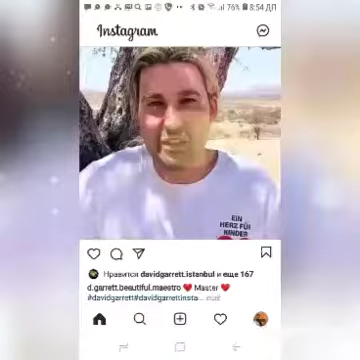 76% 8:54 ДП
Instagram
EIN
HERZ FÜR
KINDER
Нравится davidgarrett.istanbul и еще 167
d.garrett.beautiful.maestro ❤️ Master ❤️
#davidgarrett#davidgarrettinsta... ещё